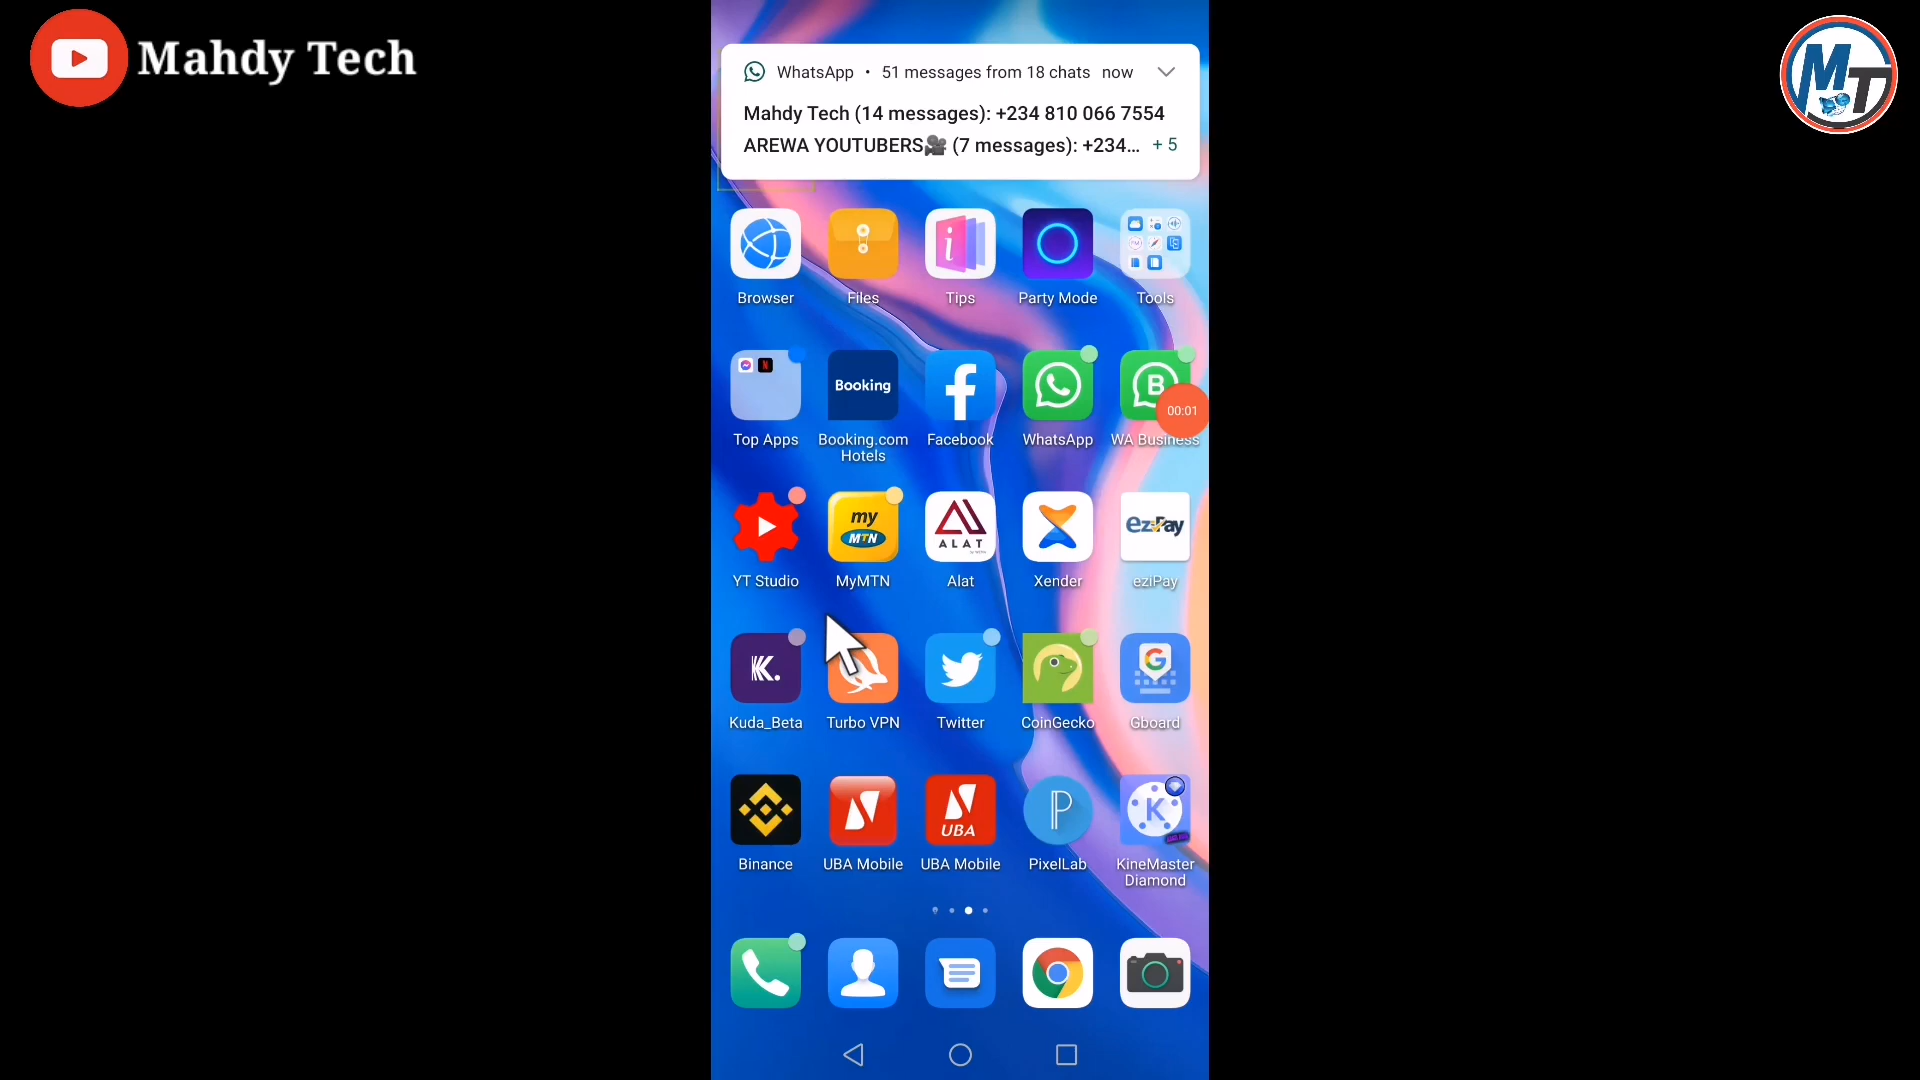 Mahdy Tech
MT
WhatsApp • 51 messages from 18 chats now
Mahdy Tech (14 messages): +234 810 066 7554
AREWA YOUTUBERS🎥 (7 messages): +234... + 5
Browser
Files
Tips
Party Mode
Tools
Booking
B
00:01
Top Apps
Booking.com
Hotels
Facebook
WhatsApp
WA Business
my
MTN
ALAT
eziPay
YT Studio
MyMTN
Alat
Xender
eziPay
K.
G
Kuda_Beta
Turbo VPN
Twitter
CoinGecko
Gboard
UBA
P
K
Binance
UBA Mobile
UBA Mobile
PixelLab
KineMaster
Diamond